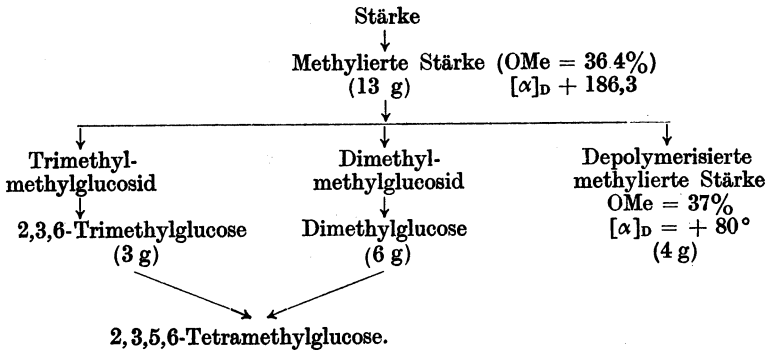 Stärke
Methylierte Stärke (OMe = 36.4%)
(13 g) [α]D + 186,3
Trimethyl-
methylglucosid
2,3,6-Trimethylglucose
(3 g)
Dimethyl-
methylglucosid
Dimethylglucose
(6 g)
Depolymerisierte
methylierte Stärke
OMe = 37%
[α]D = + 80°
(4 g)
2,3,5,6-Tetramethylglucose.